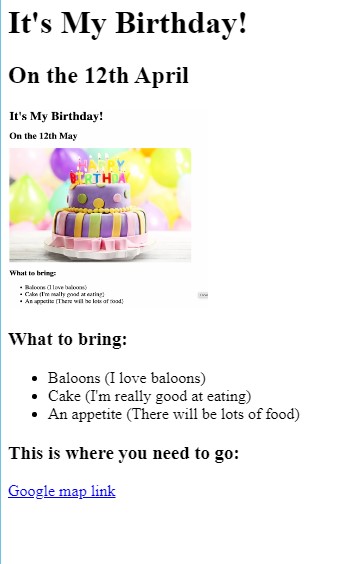 It's My Birthday!
On the 12th April
It's My Birthday!
On the 12th May
HAPPY
BIRTHDAY
What to bring:
Baloons (I love baloons)
Cake (I'm really good at eating)
An appetite (There will be lots of food)
What to bring:
Baloons (I love baloons)
Cake (I'm really good at eating)
An appetite (There will be lots of food)
This is where you need to go:
Google map link